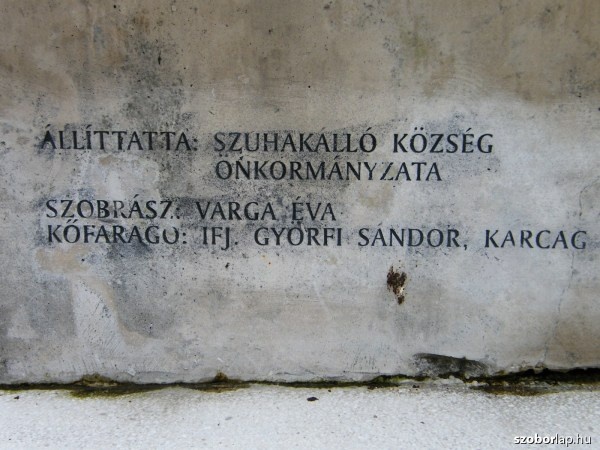 ÁLLÍTTATTA: SZUHAKÁLLÓ KÖZSÉG
ÖNKORMÁNYZATA
SZOBRÁSZ: VARGA ÉVA
KŐFARAGÓ: IFJ. GYÖRFI SÁNDOR, KARCAG
szoborlap.hu